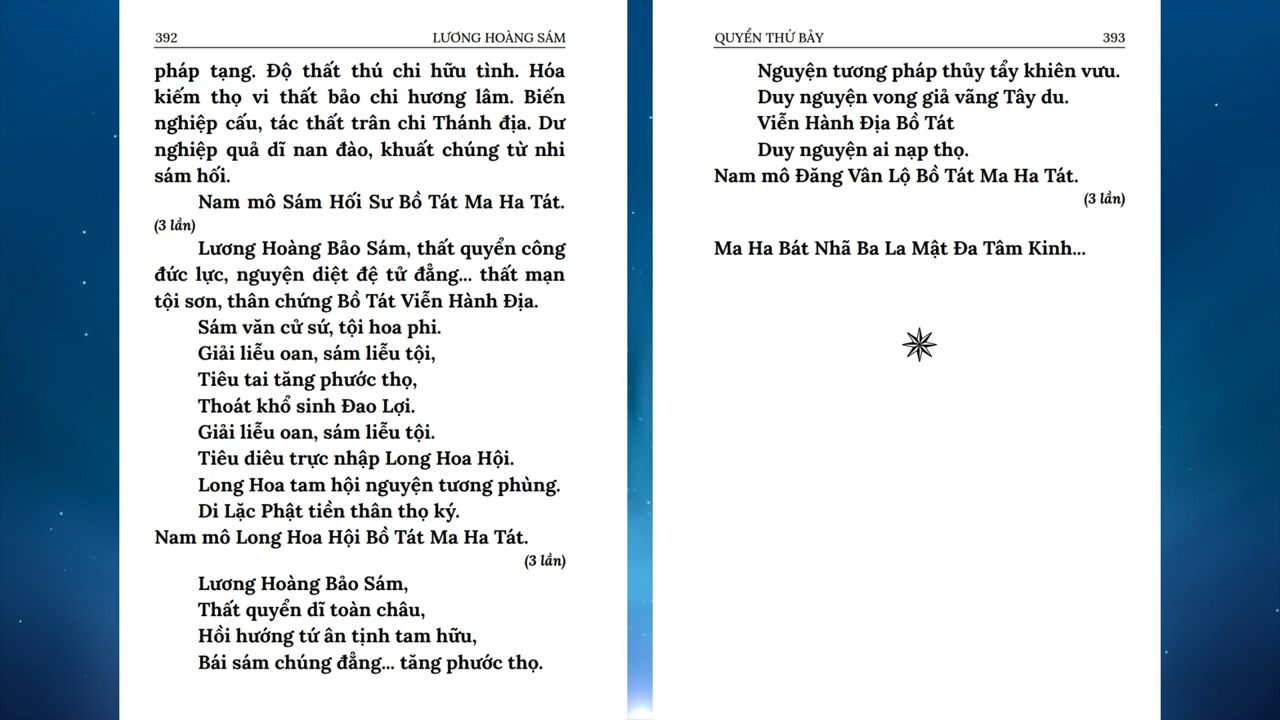 392 LƯƠNG HOÀNG SÁM
pháp tạng. Độ thất thú chi hữu tình. Hóa
kiếm thọ vi thất bảo chi hương lâm. Biến
nghiệp cấu, tác thất trân chi Thánh địa. Dư
nghiệp quả dĩ nan đào, khuất chúng từ nhi
sám hối.
Nam mô Sám Hối Sư Bồ Tát Ma Ha Tát.
(3 lần)
Lương Hoàng Bảo Sám, thất quyển công
đức lực, nguyện diệt đệ tử đẳng... thất mạn
tội sơn, thân chứng Bồ Tát Viễn Hành Địa.
Sám văn cử sứ, tội hoa phi.
Giải liễu oan, sám liễu tội,
Tiêu tai tăng phước thọ,
Thoát khổ sinh Đao Lợi.
Giải liễu oan, sám liễu tội.
Tiêu diêu trực nhập Long Hoa Hội.
Long Hoa tam hội nguyện tương phùng.
Di Lặc Phật tiền thân thọ ký.
Nam mô Long Hoa Hội Bồ Tát Ma Ha Tát.
(3 lần)
Lương Hoàng Bảo Sám,
Thất quyển dĩ toàn châu,
Hồi hướng tứ ân tịnh tam hữu,
Bái sám chúng đẳng... tăng phước thọ.
QUYỂN THỨ BẢY 393
Nguyện tương pháp thủy tẩy khiên vưu.
Duy nguyện vong giả vãng Tây du.
Viễn Hành Địa Bồ Tát
Duy nguyện ai nạp thọ.
Nam mô Đăng Vân Lộ Bồ Tát Ma Ha Tát.
(3 lần)
Ma Ha Bát Nhã Ba La Mật Đa Tâm Kinh...